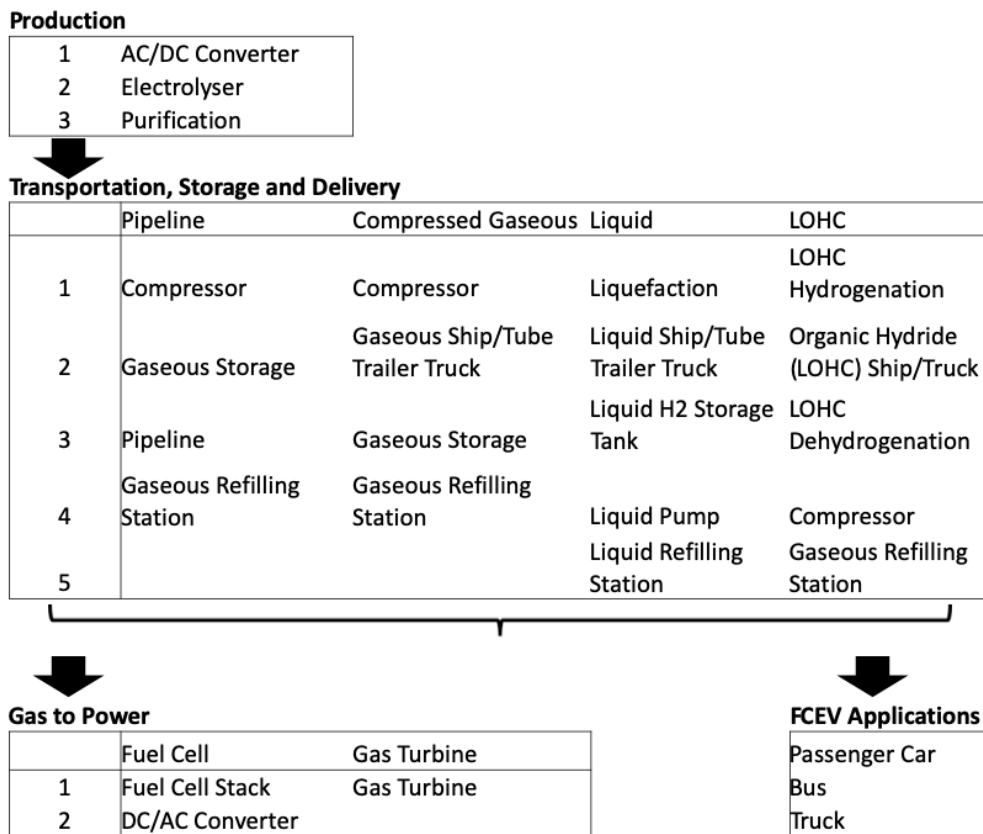 Production
1 AC/DC Converter
2 Electrolyser
3 Purification
Transportation, Storage and Delivery
Pipeline Compressed Gaseous Liquid LOHC
LOHC
1 Compressor Compressor Liquefaction Hydrogenation
Gaseous Ship/Tube Liquid Ship/Tube Organic Hydride
2 Gaseous Storage Trailer Truck Trailer Truck (LOHC) Ship/Truck
Liquid H2 Storage LOHC
3 Pipeline Gaseous Storage Tank Dehydrogenation
Gaseous Refilling Gaseous Refilling
4 Station Station Liquid Pump Compressor
Liquid Refilling Gaseous Refilling
5 Station Station
Gas to Power FCEV Applications
Fuel Cell Gas Turbine Passenger Car
1 Fuel Cell Stack Gas Turbine Bus
2 DC/AC Converter Truck